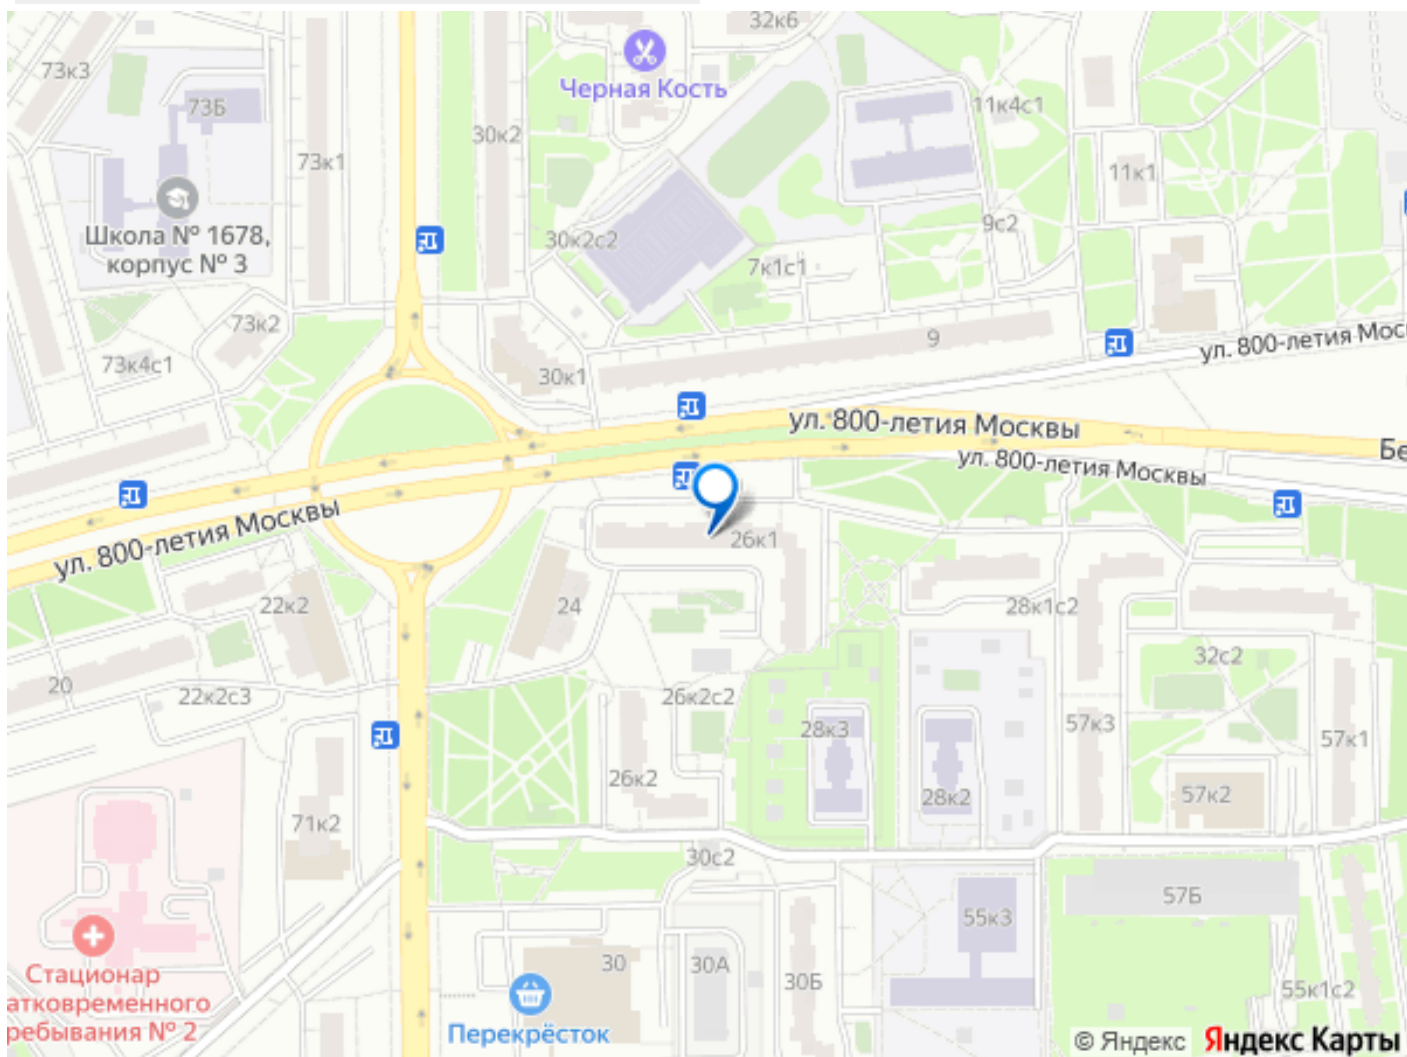 32к6
73к3
Черная Кость
73Б
11к4с1
30к2
73к1
11к1
Школа № 1678,
корпус № 3
30к2с2
9с2
7к1с1
73к2
9
ул. 800-летия Мос
73к4с1
30к1
ул. 800-летия Москвы
Бе
ул. 800-летия Москвы
ул. 800-летия Москвы
26к1
22к2
24
28к1с2
20
22к2с3
26к2с2
32с2
28к3
57к3
57к1
26к2
28к2
57к2
71к2
30с2
57Б
55к3
30
30А
30Б
Стационар
атковременного
ребывания № 2
Перекрёсток
55к1с2
© Яндекс Яндекс Карты